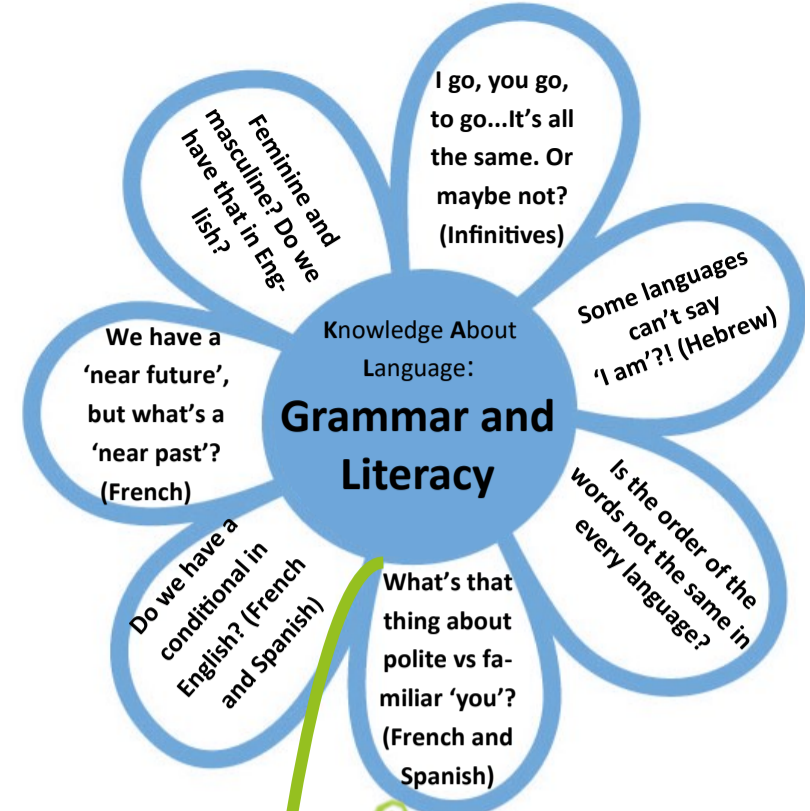 Knowledge About
Language:
Grammar and
Literacy
I go, you go,
to go...It's all
the same. Or
maybe not?
(Infinitives)
Some languages
can't say
'I am'?! (Hebrew)
Is the order of the
words not the same in
every language?
What's that
thing about
polite vs fa-
miliar 'you'?
(French and
Spanish)
Do we have a
conditional in
English? (French
and Spanish)
We have a
'near future',
but what's a
'near past'?
(French)
Feminine and
masculine? Do we
have that in Eng-
lish?